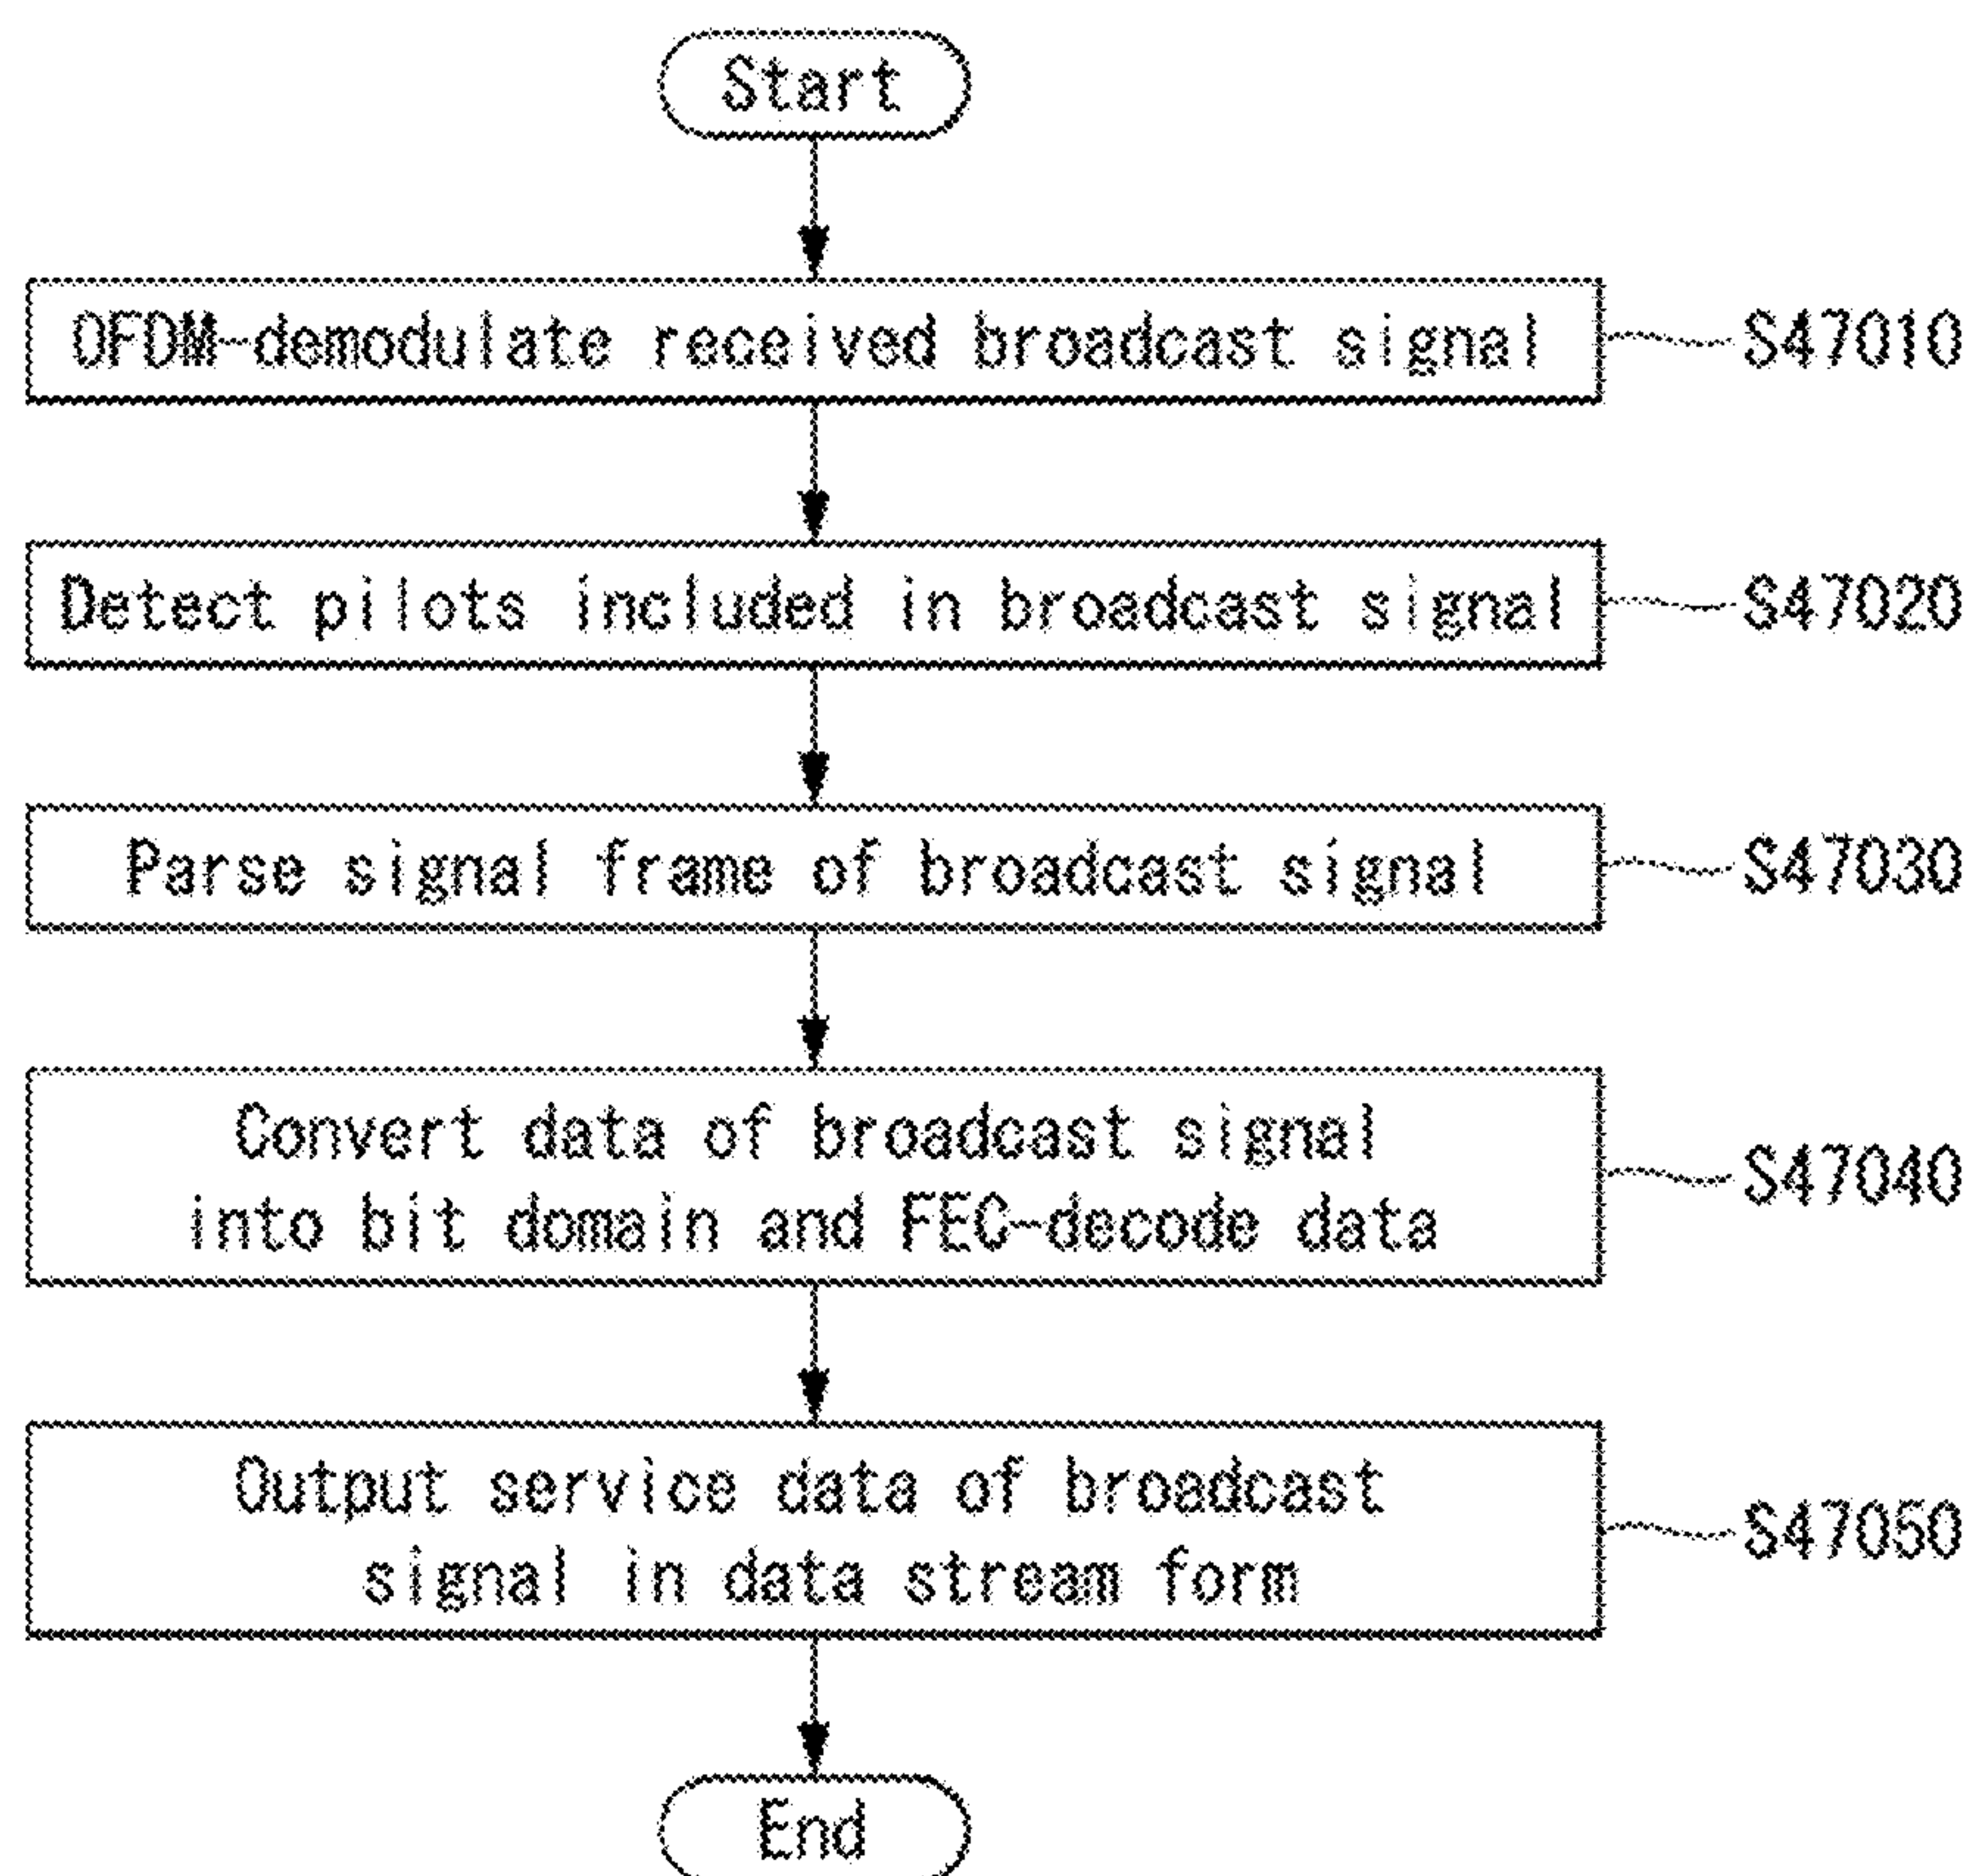 Start
OFDM-demodulate received broadcast signal
S47010
Detect pilots included in broadcast signal
S47020
Parse signal frame of broadcast signal
S47030
Convert data of broadcast signal
into bit domain and FEC-decode data
S47040
Output service data of broadcast
signal in data stream form
S47050
End